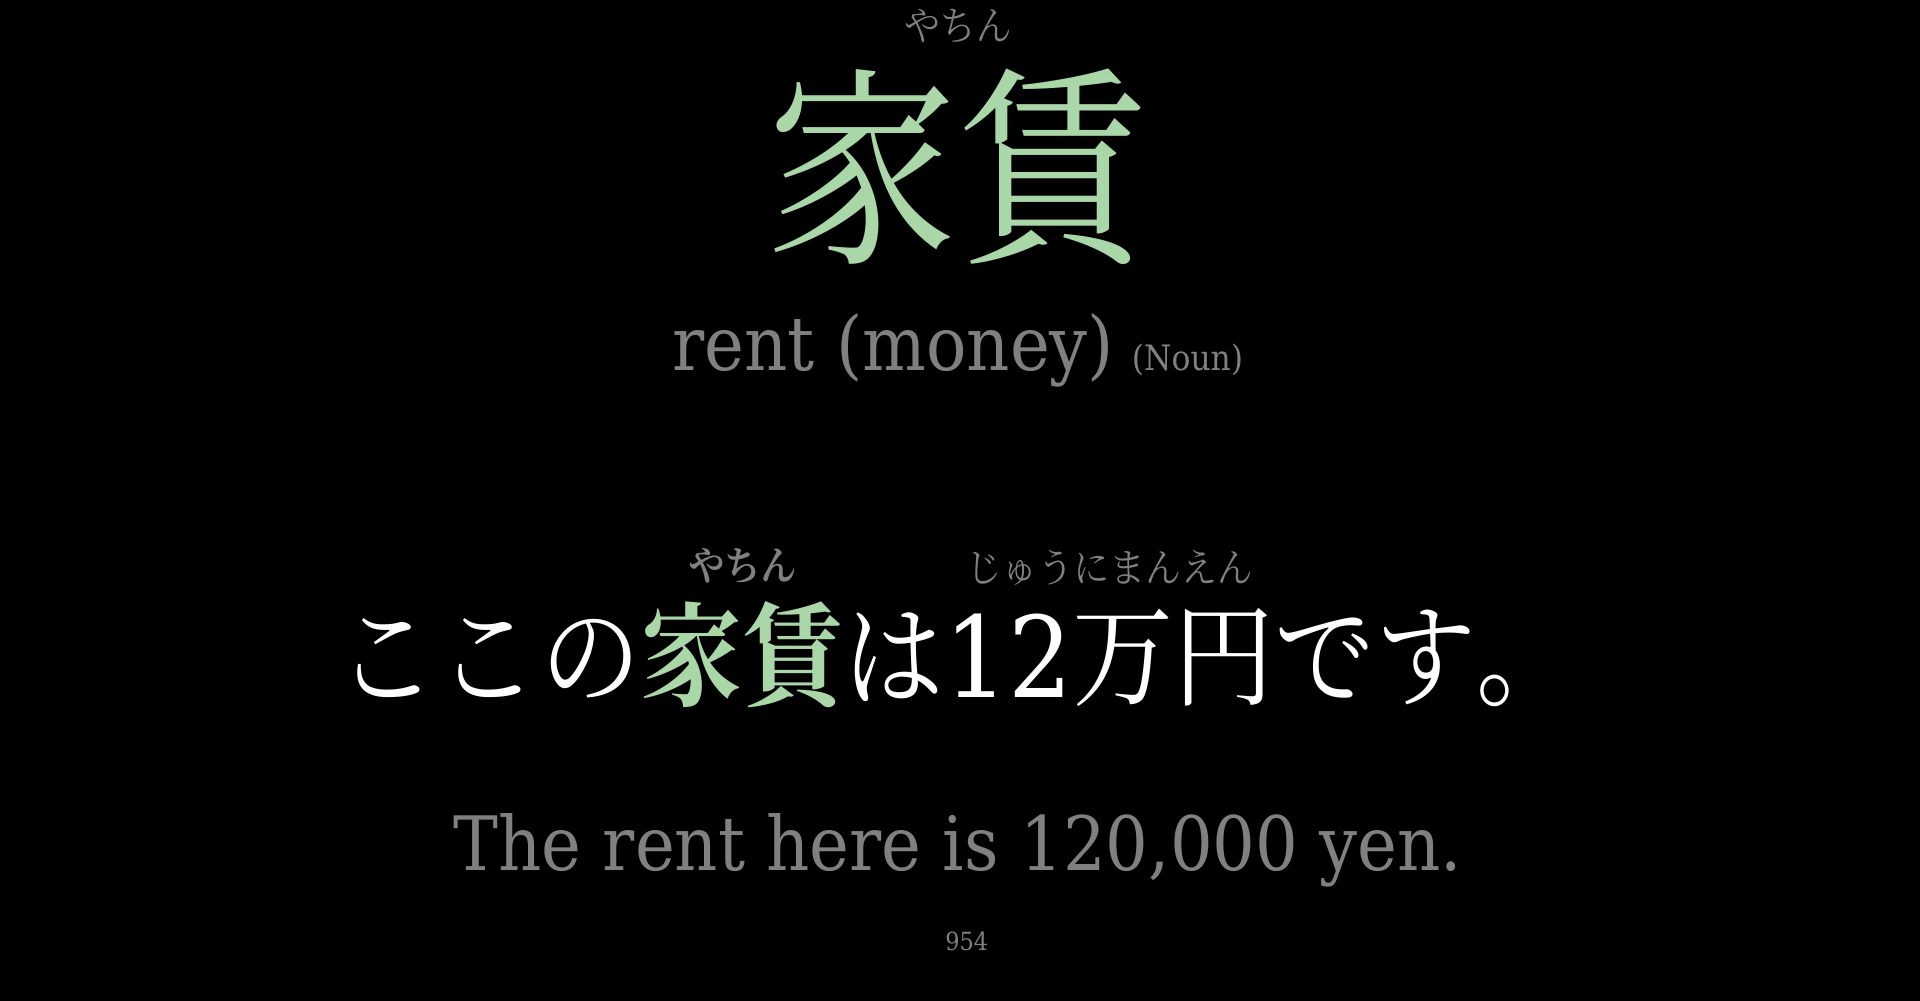 やちん
家賃
rent (money) (Noun)
やちん じゅうにまんえん
ここの家賃は12万円です。
The rent here is 120,000 yen.
954